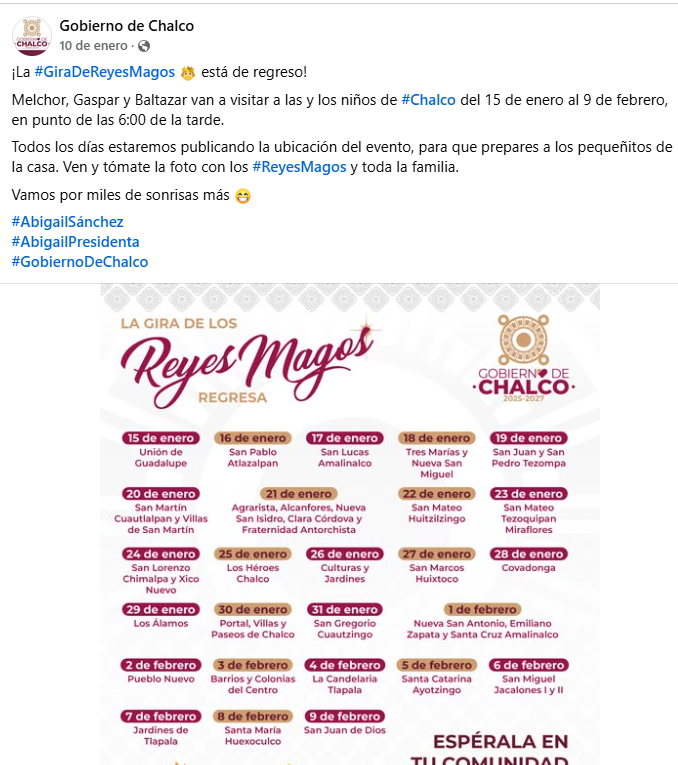 Gobierno de Chalco
10 de enero ·
¡La #GiraDeReyesMagos 🤴 está de regreso!
Melchor, Gaspar y Baltazar van a visitar a las y los niños de #Chalco del 15 de enero al 9 de febrero,
en punto de las 6:00 de la tarde.
Todos los días estaremos publicando la ubicación del evento, para que prepares a los pequeñitos de
la casa. Ven y tómate la foto con los #ReyesMagos y toda la familia.
Vamos por miles de sonrisas más 😁
#AbigailSánchez
#AbigailPresidenta
#GobiernoDeChalco
LA GIRA DE LOS
Reyes Magos
REGRESA
GOBIERNO DE
·CHALCO·
2025-2027
15 de enero
Unión de
Guadalupe
16 de enero
San Pablo
Atlazalpan
17 de enero
San Lucas
Amalinalco
18 de enero
Tres Marías y
Nueva San
Miguel
19 de enero
San Juan y San
Pedro Tezompa
20 de enero
San Martín
Cuautlalpan y Villas
de San Martín
21 de enero
Agrarista, Alcanfores, Nueva
San Isidro, Clara Córdova y
Fraternidad Antorchista
22 de enero
San Mateo
Huitzilzingo
23 de enero
San Mateo
Tezoquipan
Miraflores
24 de enero
San Lorenzo
Chimalpa y Xico
Nuevo
25 de enero
Los Héroes
Chalco
26 de enero
Culturas y
Jardines
27 de enero
San Marcos
Huixtoco
28 de enero
Covadonga
29 de enero
Los Álamos
30 de enero
Portal, Villas y
Paseos de Chalco
31 de enero
San Gregorio
Cuautzingo
1 de febrero
Nueva San Antonio, Emiliano
Zapata y Santa Cruz Amalinalco
2 de febrero
Pueblo Nuevo
3 de febrero
Barrios y Colonias
del Centro
4 de febrero
La Candelaria
Tlapala
5 de febrero
Santa Catarina
Ayotzingo
6 de febrero
San Miguel
Jacalones I y II
7 de febrero
Jardines de
Tlapala
8 de febrero
Santa María
Huexoculco
9 de febrero
San Juan de Dios
ESPÉRALA EN
TU COMUNIDAD